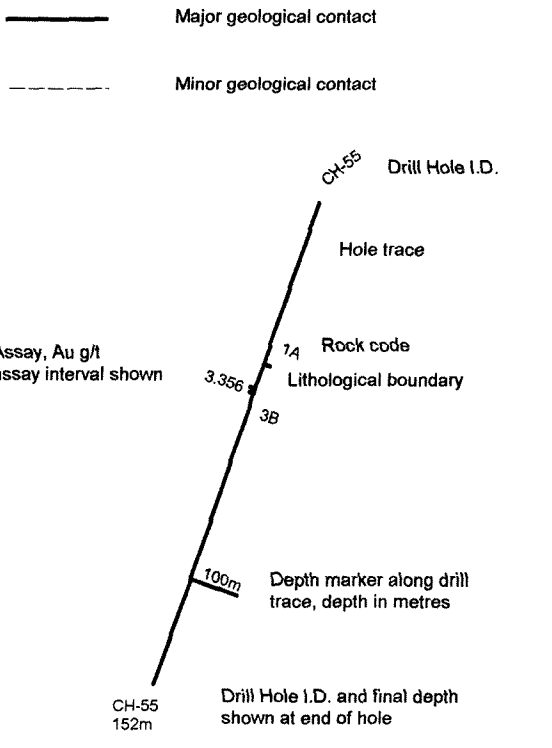 Major geological contact
Minor geological contact
CH-55
Drill Hole I.D.
Hole trace
1A
Rock code
Assay, Au g/t
assay interval shown
3.356
Lithological boundary
3B
100m
Depth marker along drill
trace, depth in metres
CH-55
152m
Drill Hole I.D. and final depth
shown at end of hole